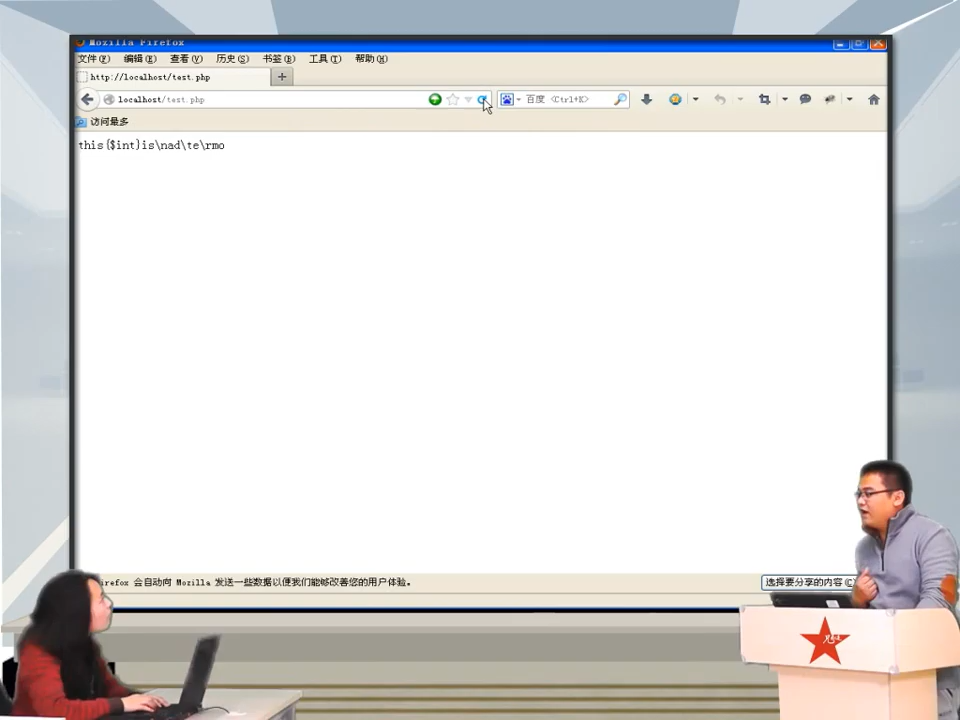 Mozilla Firefox
文件(F) 编辑(E) 查看(V) 历史(S) 书签(B) 工具(T) 帮助(H)
http://localhost/test.php +
localhost/test.php 百度 <Ctrl+K>
访问最多
this{$int}is\nad\te\rmo
irefox 会自动向 Mozilla 发送一些数据以便我们能够改善您的用户体验。 选择要分享的内容(C)